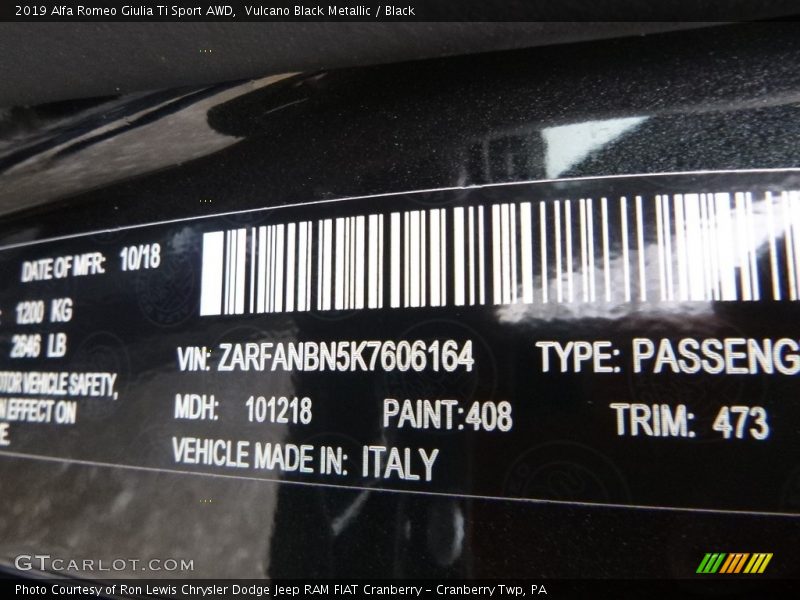 2019 Alfa Romeo Giulia Ti Sport AWD, Vulcano Black Metallic / Black
DATE OF MFR: 10/18
1200 KG
2646 LB
MOTOR VEHICLE SAFETY,
IN EFFECT ON
VIN: ZARFANBN5K7606164
TYPE: PASSENG
MDH: 101218
PAINT:408
TRIM: 473
VEHICLE MADE IN: ITALY
GTCARLOT.COM
Photo Courtesy of Ron Lewis Chrysler Dodge Jeep RAM FIAT Cranberry - Cranberry Twp, PA